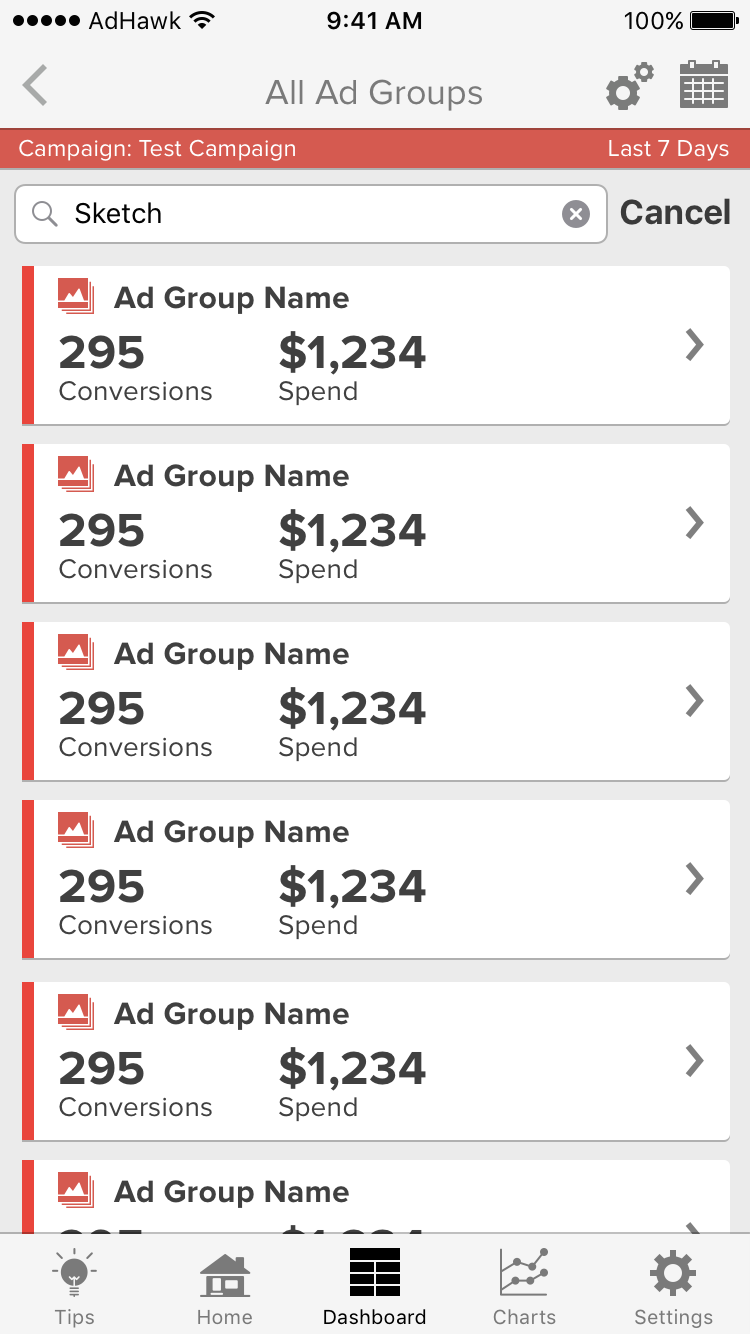 AdHawk 9:41 AM 100%
All Ad Groups
Campaign: Test Campaign Last 7 Days
Sketch Cancel
Ad Group Name
295 $1,234
Conversions Spend
Ad Group Name
295 $1,234
Conversions Spend
Ad Group Name
295 $1,234
Conversions Spend
Ad Group Name
295 $1,234
Conversions Spend
Ad Group Name
295 $1,234
Conversions Spend
Ad Group Name
Tips Home Dashboard Charts Settings